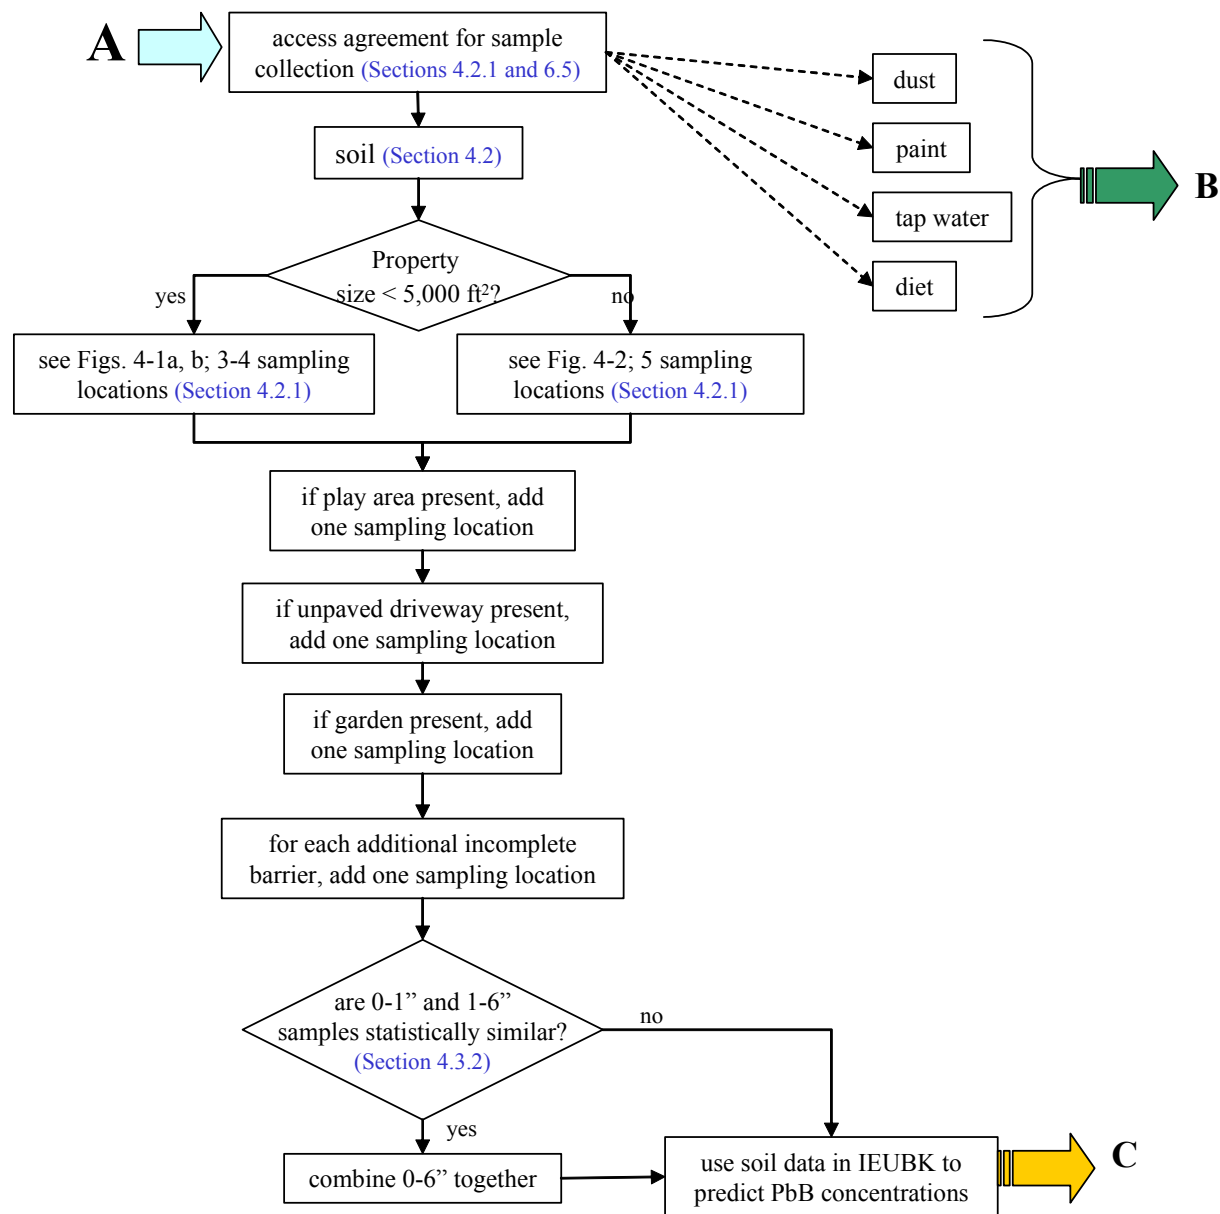 A
access agreement for sample
collection (Sections 4.2.1 and 6.5)
dust
paint
tap water
diet
B
soil (Section 4.2)
Property
size < 5,000 ft²?
yes
no
see Figs. 4-1a, b; 3-4 sampling
locations (Section 4.2.1)
see Fig. 4-2; 5 sampling
locations (Section 4.2.1)
if play area present, add
one sampling location
if unpaved driveway present,
add one sampling location
if garden present, add
one sampling location
for each additional incomplete
barrier, add one sampling location
are 0-1” and 1-6”
samples statistically similar?
(Section 4.3.2)
no
yes
combine 0-6” together
use soil data in IEUBK to
predict PbB concentrations
C